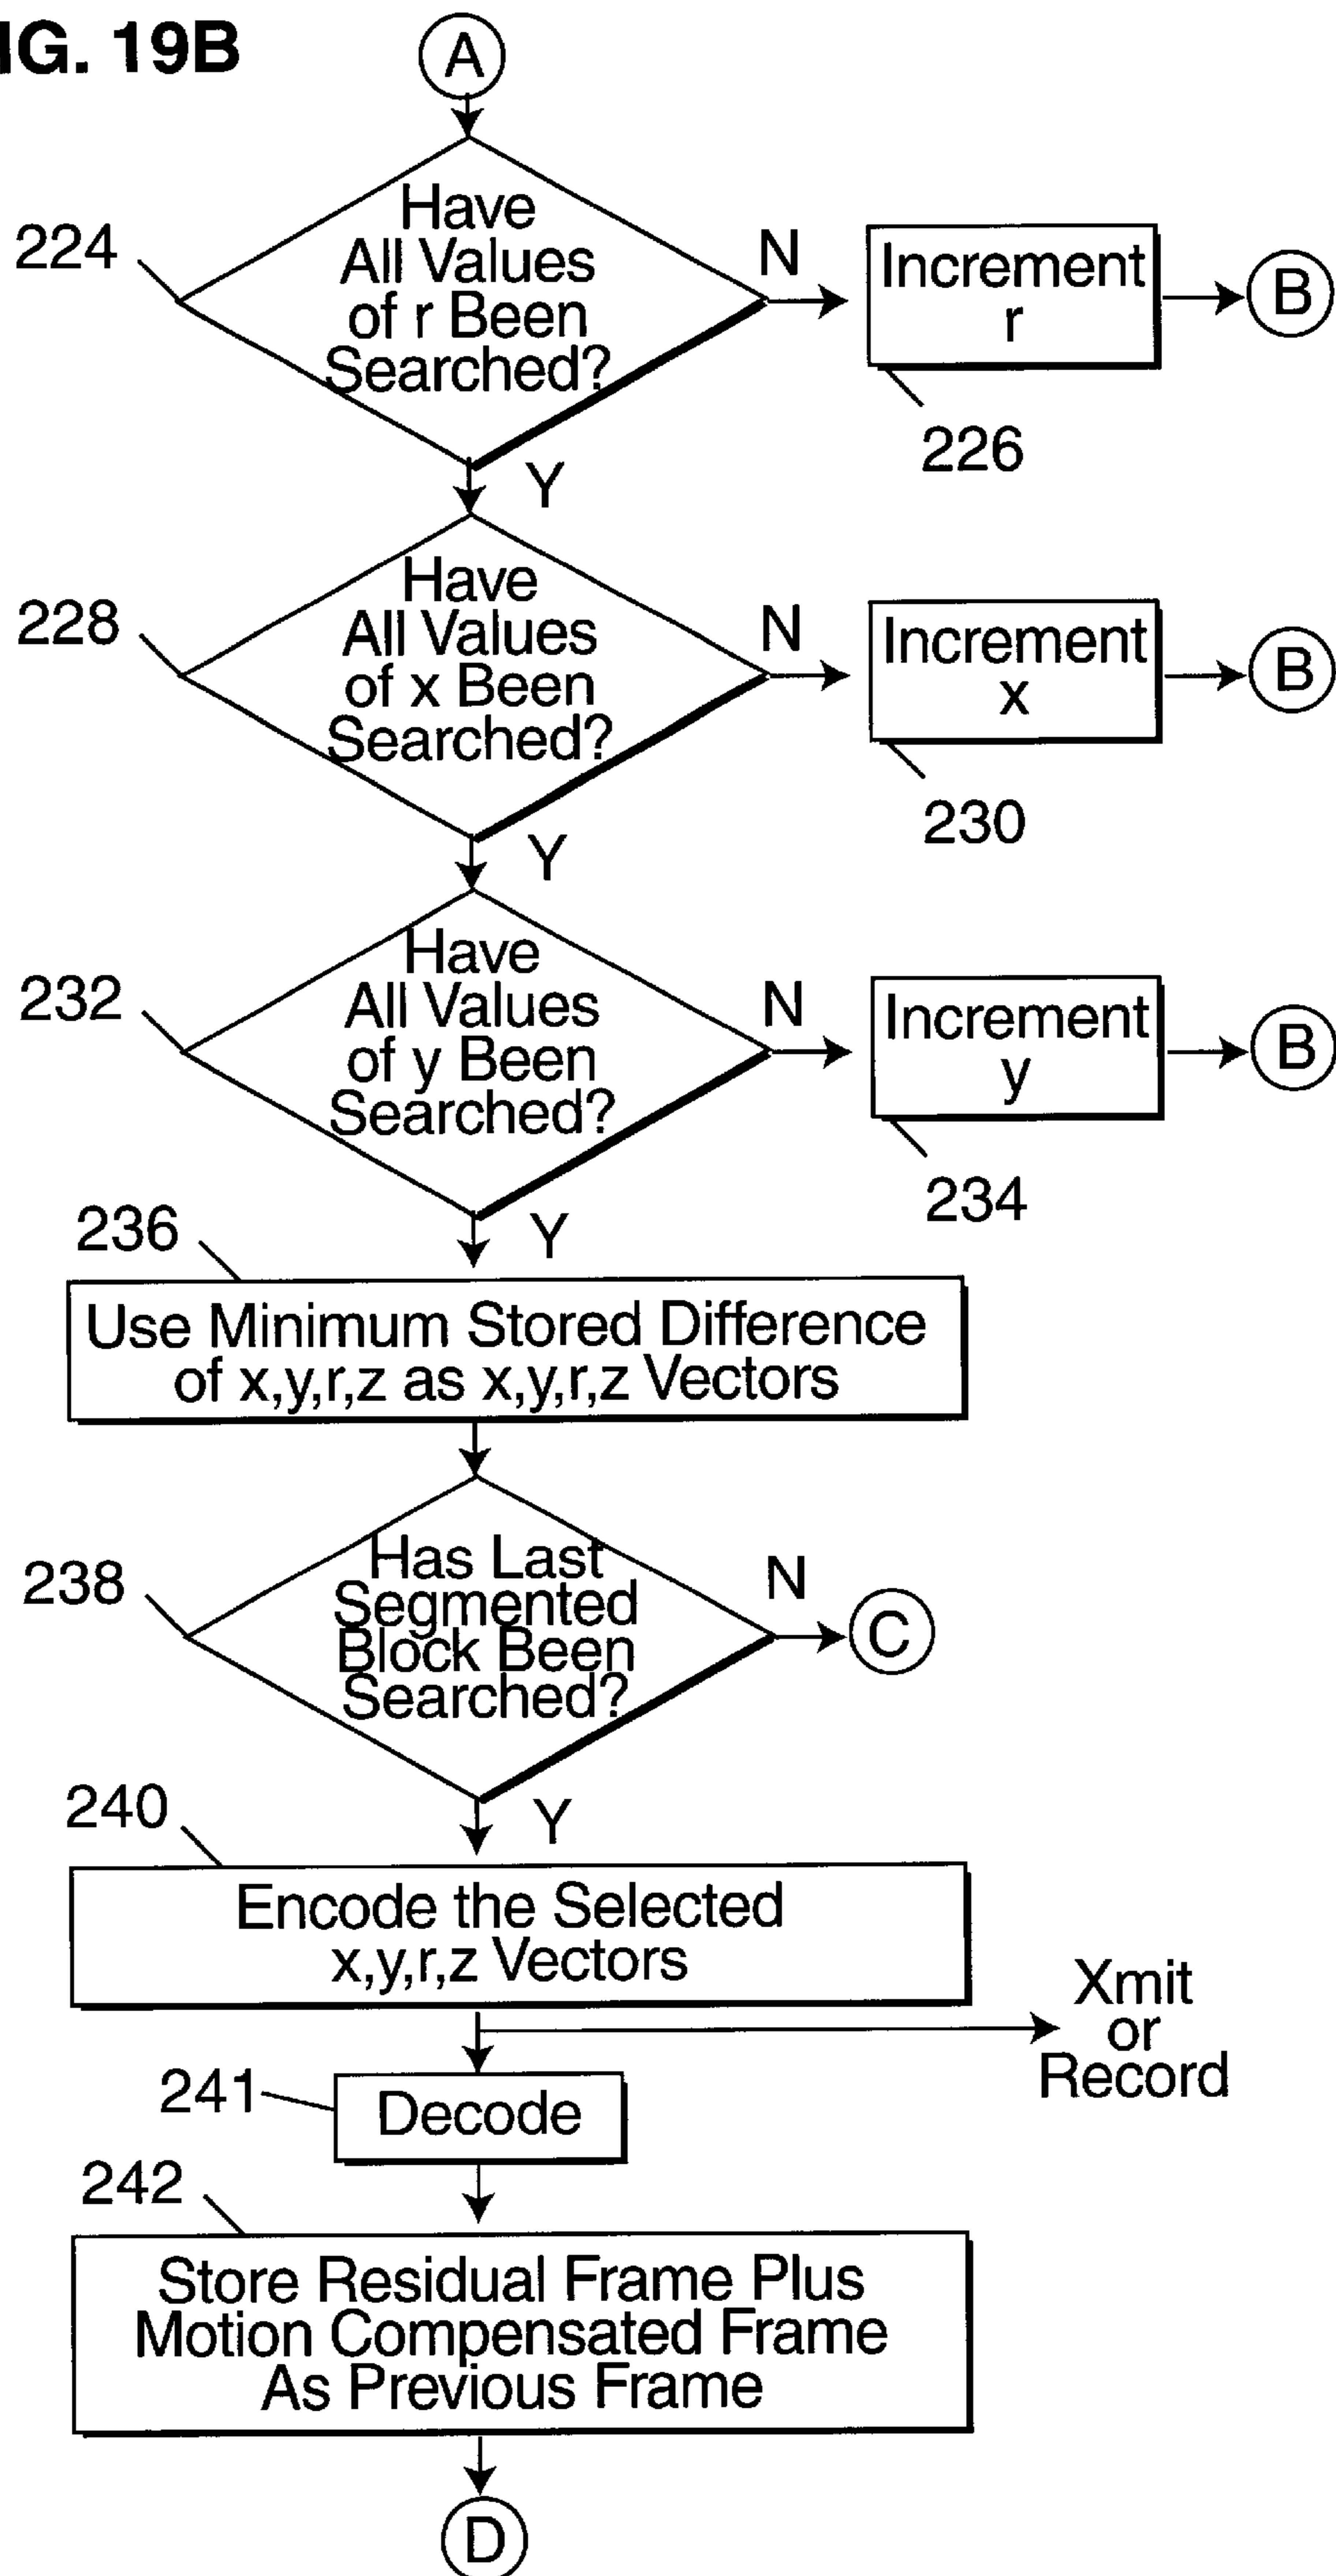 IG. 19B
A
Have
All Values
of r Been
Searched?
224
N
Increment
r
B
226
Y
Have
All Values
of x Been
Searched?
228
N
Increment
x
B
230
Y
Have
All Values
of y Been
Searched?
232
N
Increment
y
B
234
Y
236
Use Minimum Stored Difference
of x,y,r,z as x,y,r,z Vectors
Has Last
Segmented
Block Been
Searched?
238
N
C
Y
240
Encode the Selected
x,y,r,z Vectors
Xmit
or
Record
241
Decode
242
Store Residual Frame Plus
Motion Compensated Frame
As Previous Frame
D